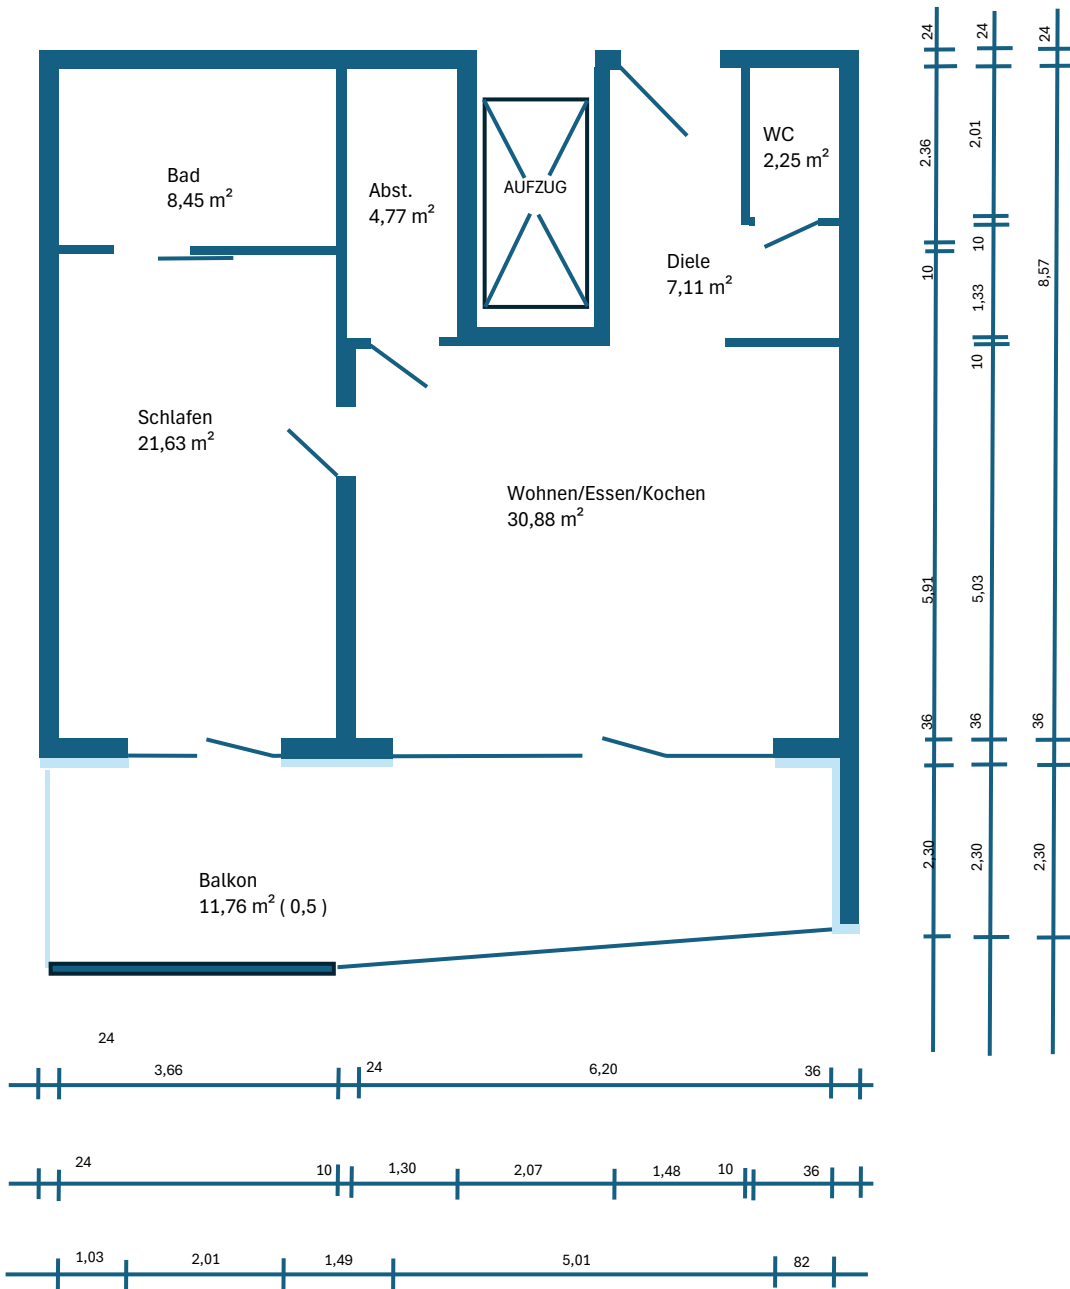 24
24
24
WC
2,25 m²
2,01
2.36
Bad
8,45 m²
Abst.
4,77 m²
AUFZUG
Diele
7,11 m²
10
10
1,33
8,57
10
Schlafen
21,63 m²
Wohnen/Essen/Kochen
30,88 m²
5,91
5,03
36
36
36
Balkon
11,76 m² ( 0,5 )
2,30
2,30
2,30
24
3,66
24
6,20
36
24
10
1,30
2,07
1,48
10
36
1,03
2,01
1,49
5,01
82